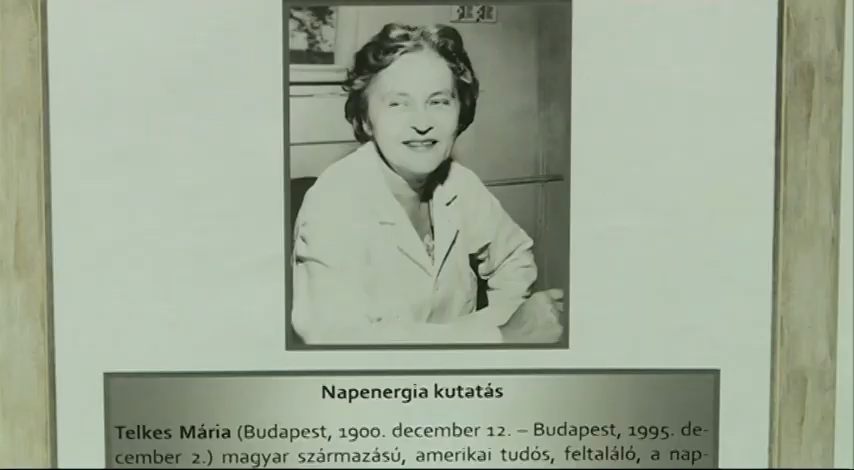 Napenergia kutatás
Telkes Mária (Budapest, 1900. december 12. – Budapest, 1995. de-
cember 2.) magyar származású, amerikai tudós, feltaláló, a nap-